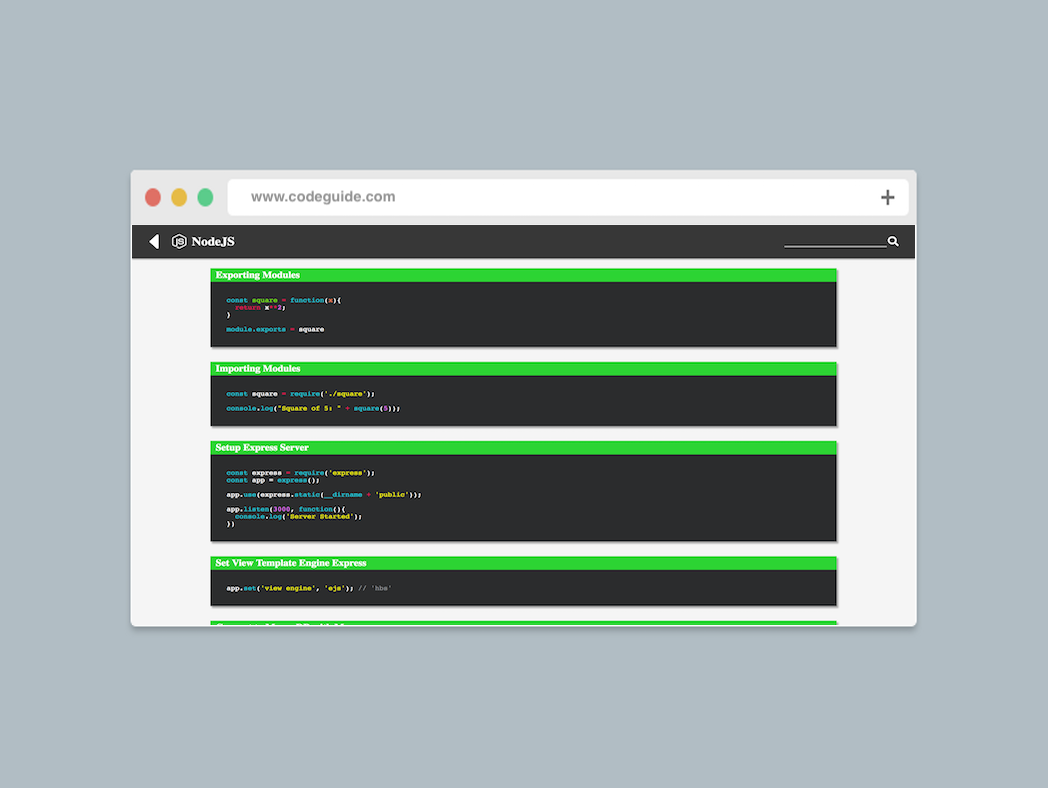 www.codeguide.com
NodeJS
Exporting Modules
const square = function(x){
return x**2;
}
module.exports = square
Importing Modules
const square = require('./square');
console.log("Square of 5: " + square(5));
Setup Express Server
const express = require('express');
const app = express();
app.use(express.static(__dirname + 'public'));
app.listen(3000, function(){
console.log('Server Started');
})
Set View Template Engine Express
app.set('view engine', 'ejs'); // 'hbs'